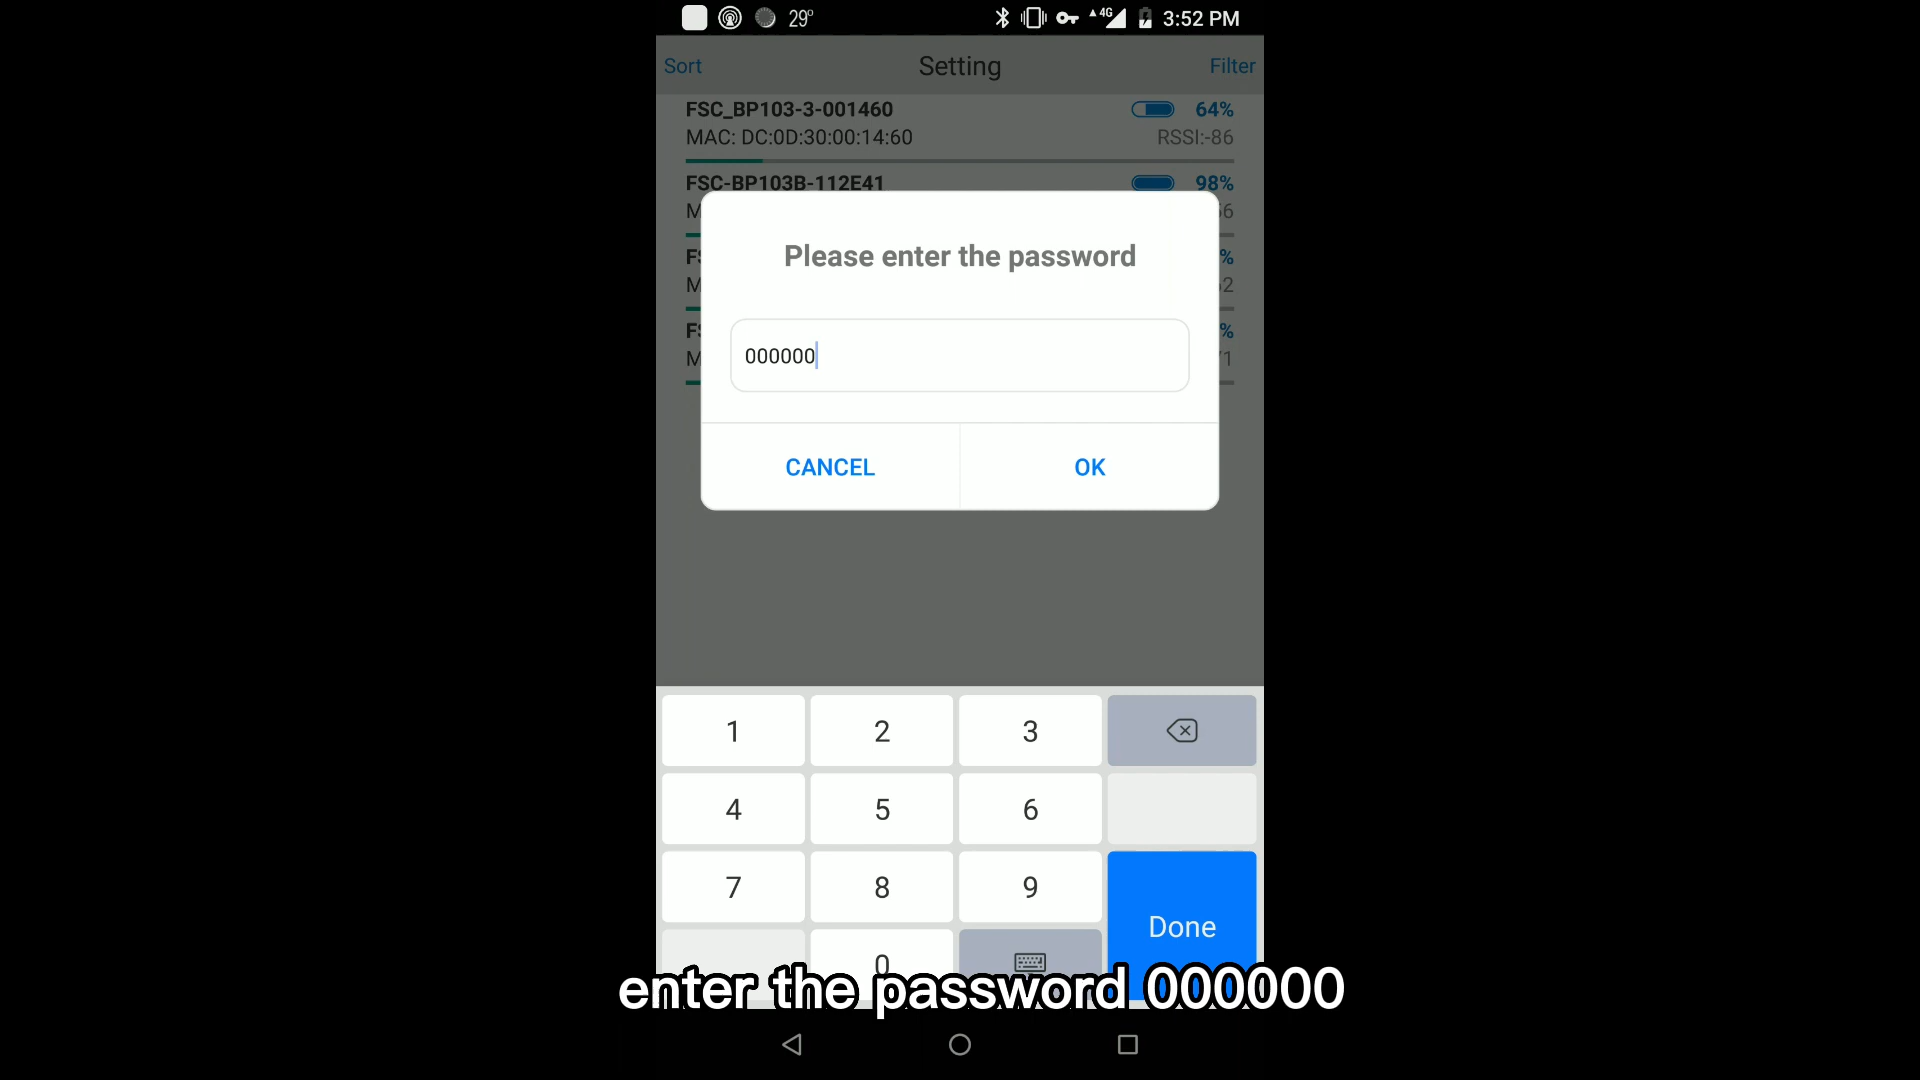 29° 4G 3:52 PM
Sort Setting Filter
FSC_BP103-3-001460 64%
MAC: DC:0D:30:00:14:60 RSSI:-86
FSC-BP103B-112E41 98%
Please enter the password
000000
CANCEL OK
1 2 3
4 5 6
7 8 9
Done
0
enter the password 000000